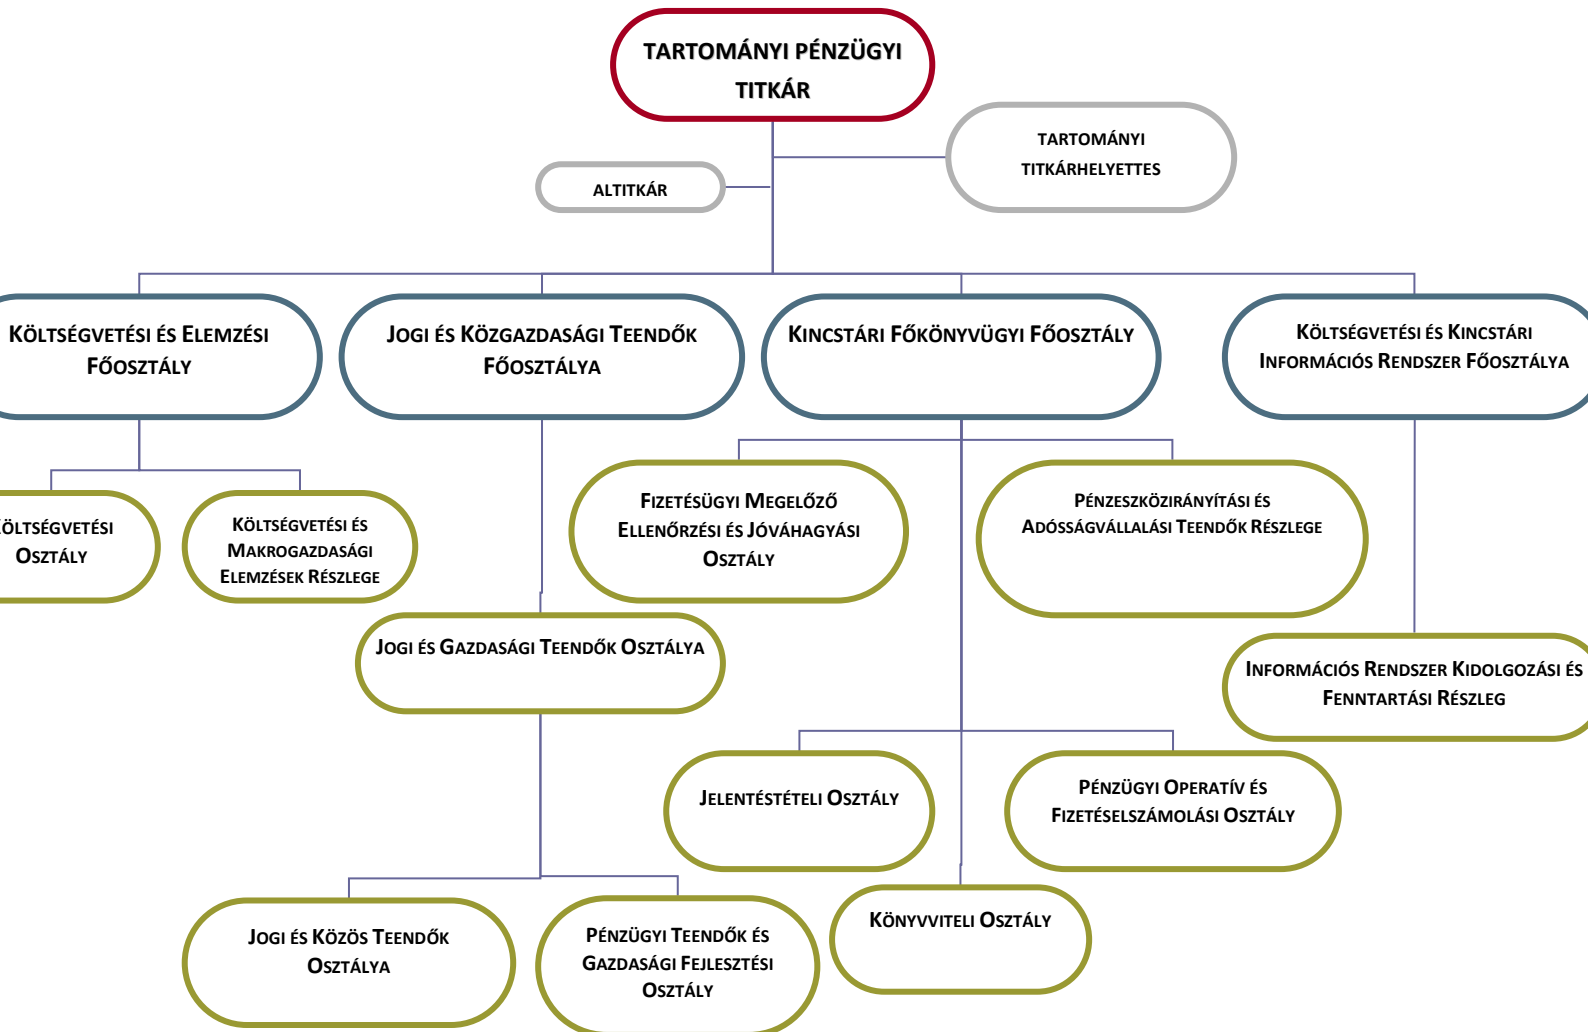 TARTOMÁNYI PÉNZÜGYI
TITKÁR
TARTOMÁNYI
TITKÁRHELYETTES
ALTITKÁR
KÖLTSÉGVETÉSI ÉS ELEMZÉSI
FŐOSZTÁLY
JOGI ÉS KÖZGAZDASÁGI TEENDŐK
FŐOSZTÁLYA
KINCSTÁRI FŐKÖNYVÜGYI FŐOSZTÁLY
KÖLTSÉGVETÉSI ÉS KINCSTÁRI
INFORMÁCIÓS RENDSZER FŐOSZTÁLYA
KÖLTSÉGVETÉSI
OSZTÁLY
KÖLTSÉGVETÉSI ÉS
MAKROGAZDASÁGI
ELEMZÉSEK RÉSZLEGE
FIZETÉSÜGYI MEGELŐZŐ
ELLENŐRZÉSI ÉS JÓVÁHAGYÁSI
OSZTÁLY
PÉNZESZKÖZIRÁNYÍTÁSI ÉS
ADÓSSÁGVÁLLALÁSI TEENDŐK RÉSZLEGE
JOGI ÉS GAZDASÁGI TEENDŐK OSZTÁLYA
INFORMÁCIÓS RENDSZER KIDOLGOZÁSI ÉS
FENNTARTÁSI RÉSZLEG
JELENTÉSTÉTELI OSZTÁLY
PÉNZÜGYI OPERATÍV ÉS
FIZETÉSELSZÁMOLÁSI OSZTÁLY
KÖNYVVITELI OSZTÁLY
JOGI ÉS KÖZÖS TEENDŐK
OSZTÁLYA
PÉNZÜGYI TEENDŐK ÉS
GAZDASÁGI FEJLESZTÉSI
OSZTÁLY